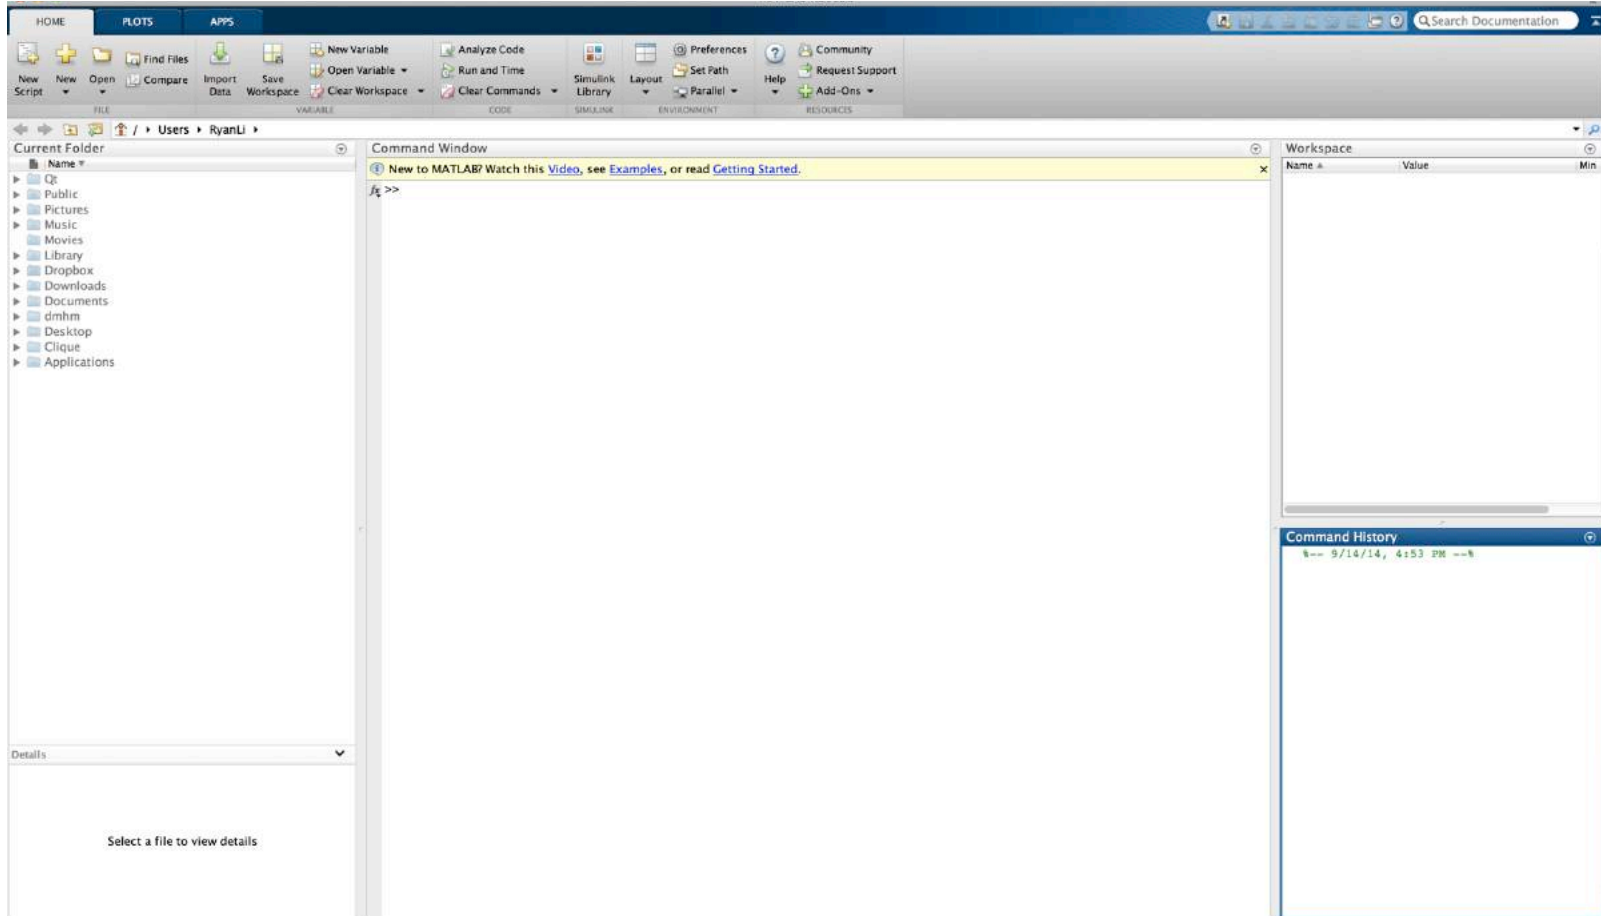 HOME PLOTS APPS
Search Documentation
New Script
New
Open
Find Files
Compare
Import Data
Save Workspace
New Variable
Open Variable
Clear Workspace
Analyze Code
Run and Time
Clear Commands
Simulink Library
Layout
Preferences
Set Path
Parallel
Help
Community
Request Support
Add-Ons
FILE VARIABLE CODE SIMULINK ENVIRONMENT RESOURCES
/ Users RyanLi
Current Folder
Name
Qt
Public
Pictures
Music
Movies
Library
Dropbox
Downloads
Documents
dmhm
Desktop
Clique
Applications
Details
Select a file to view details
Command Window
New to MATLAB? Watch this Video, see Examples, or read Getting Started.
fx >>
Workspace
Name Value Min
Command History
%-- 9/14/14, 4:53 PM --%